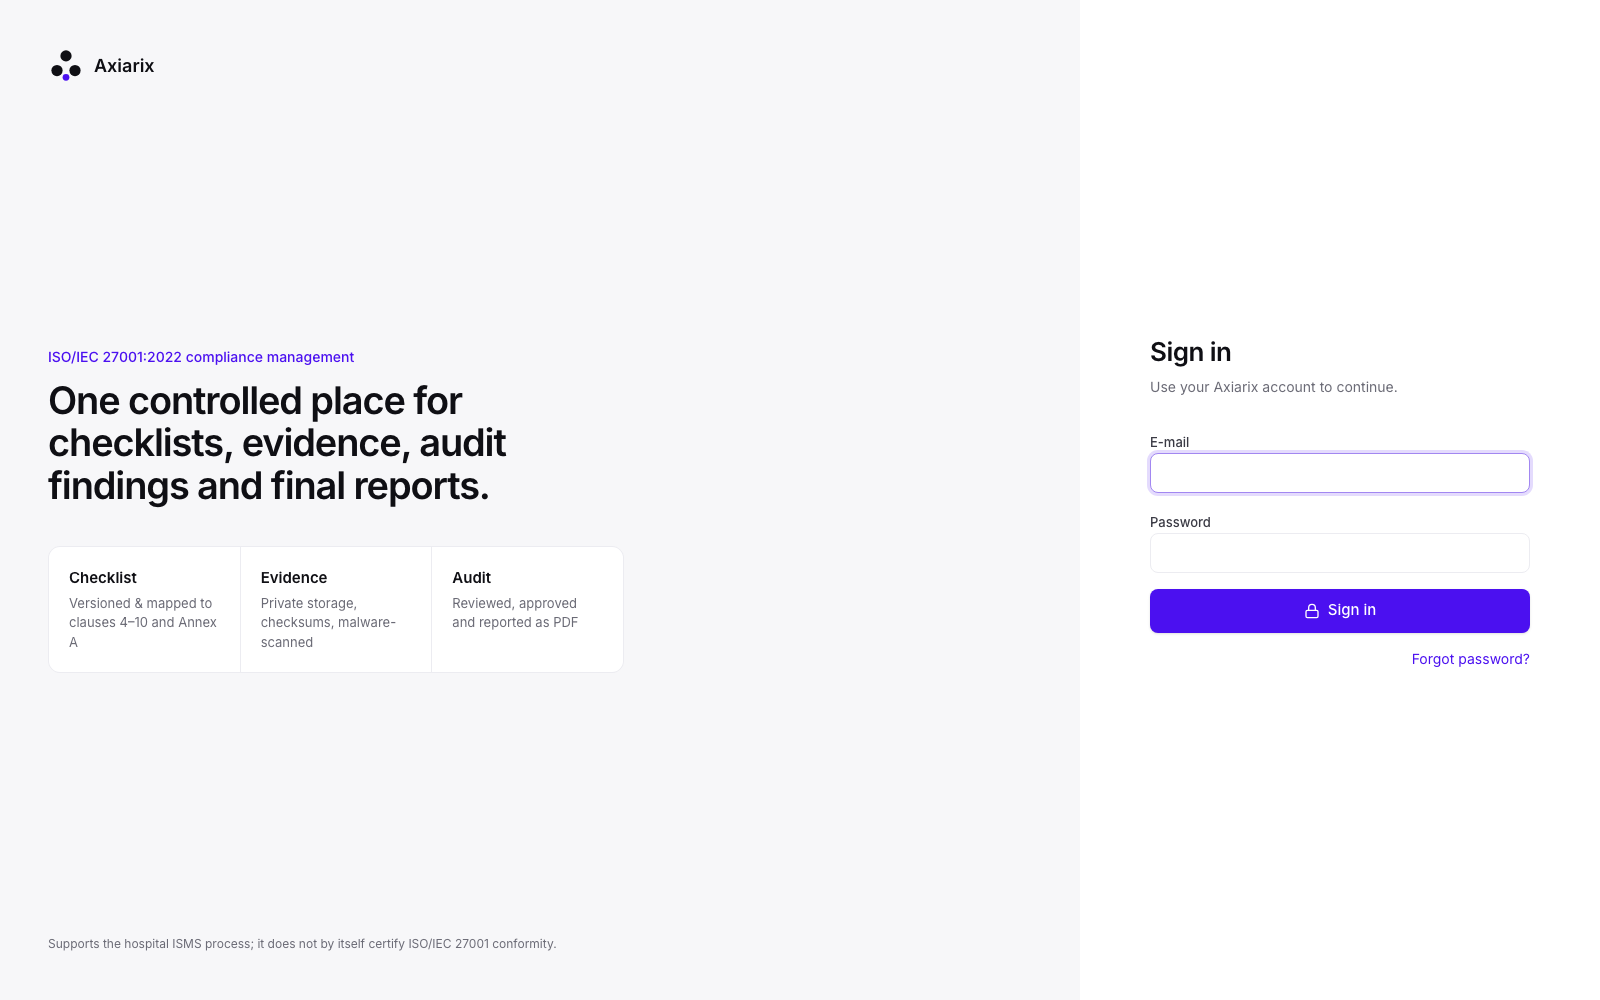 Axiarix
ISO/IEC 27001:2022 compliance management
One controlled place for
checklists, evidence, audit
findings and final reports.
Checklist
Versioned & mapped to
clauses 4–10 and Annex
A
Evidence
Private storage,
checksums, malware-
scanned
Audit
Reviewed, approved
and reported as PDF
Supports the hospital ISMS process; it does not by itself certify ISO/IEC 27001 conformity.
Sign in
Use your Axiarix account to continue.
E-mail
Password
Sign in
Forgot password?